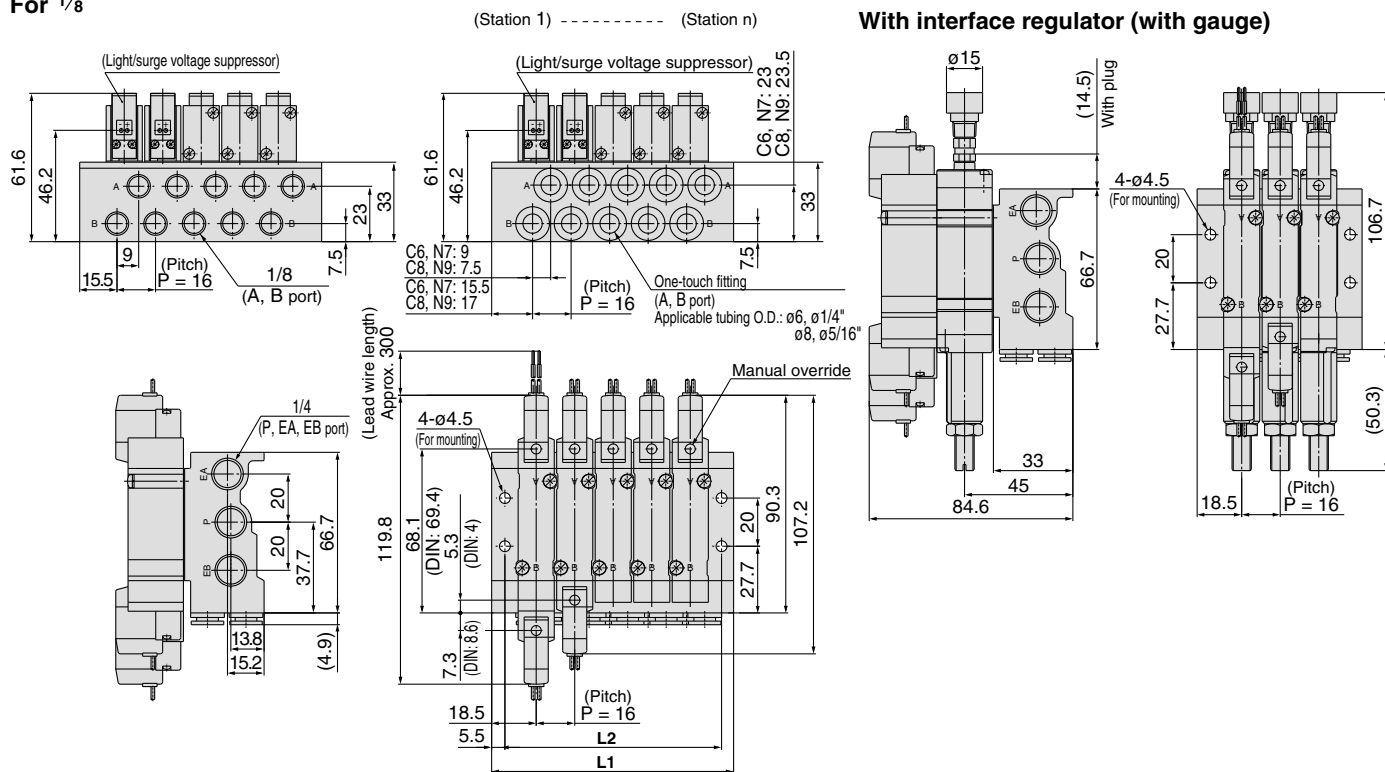 For 1/8
(Station 1) ---------- (Station n)
With interface regulator (with gauge)
(Light/surge voltage suppressor)
61.6
46.2
A
A
B
B
33
23
7.5
9
15.5
(Pitch)
P = 16
1/8
(A, B port)
(Light/surge voltage suppressor)
C6, N7: 23
C8, N9: 23.5
61.6
46.2
A
A
B
B
33
7.5
C6, N7: 9
C8, N9: 7.5
C6, N7: 15.5
C8, N9: 17
(Pitch)
P = 16
One-touch fitting
(A, B port)
Applicable tubing O.D.: ø6, ø1/4"
ø8, ø5/16"
ø15
(14.5)
With plug
EA
P
EB
66.7
33
45
84.6
4-ø4.5
(For mounting)
20
27.7
B
B
B
106.7
(50.3)
18.5
(Pitch)
P = 16
1/4
(P, EA, EB port)
EA
P
EB
20
20
37.7
66.7
13.8
15.2
(4.9)
(Lead wire length)
Approx. 300
Manual override
4-ø4.5
(For mounting)
119.8
68.1
(DIN: 69.4)
5.3
(DIN: 4)
7.3
(DIN: 8.6)
B
B
B
B
B
20
27.7
90.3
107.2
18.5
(Pitch)
P = 16
5.5
L2
L1